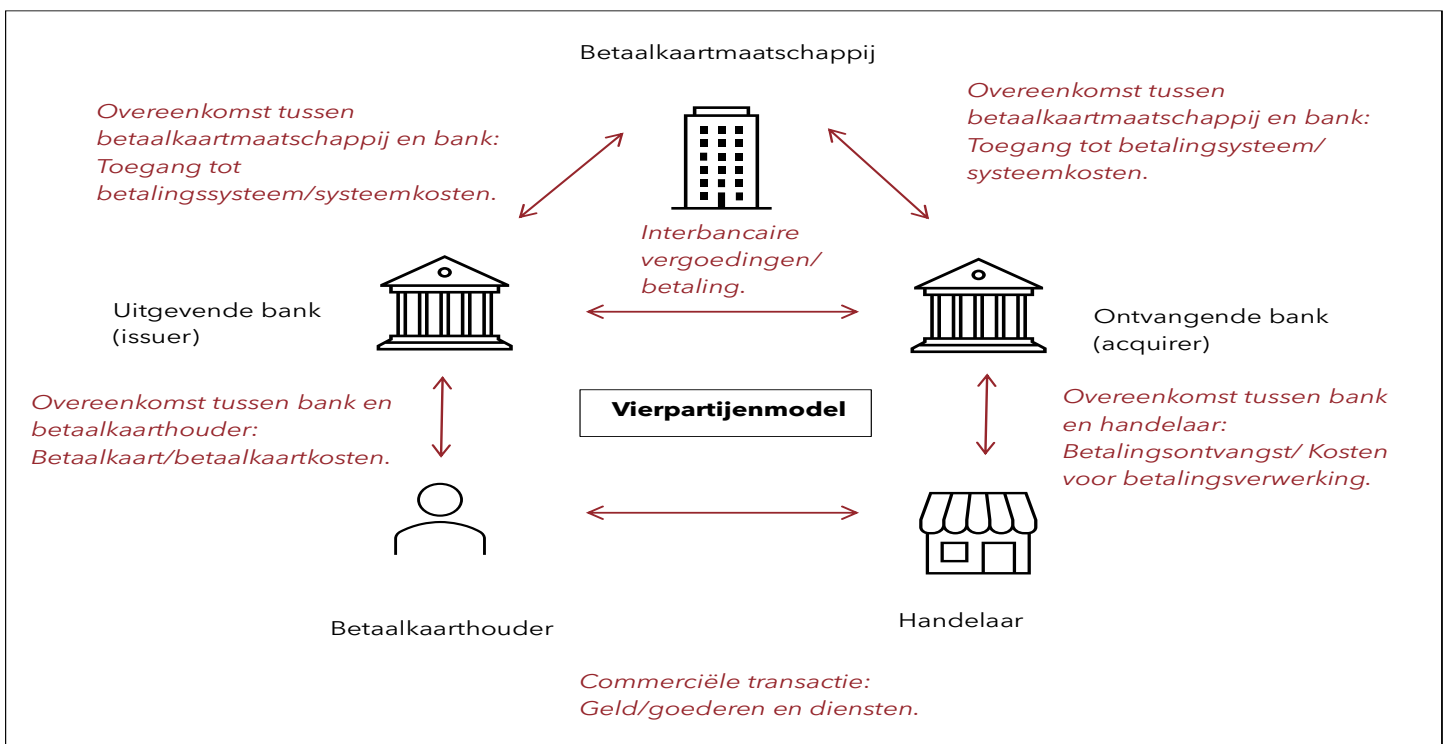 Betaalkaartmaatschappij
Overeenkomst tussen
betaalkaartmaatschappij en bank:
Toegang tot
betalingssysteem/systeemkosten.
Overeenkomst tussen
betaalkaartmaatschappij en bank:
Toegang tot betalingsysteem/
systeemkosten.
Interbancaire
vergoedingen/
betaling.
Uitgevende bank
(issuer)
Ontvangende bank
(acquirer)
Overeenkomst tussen bank en
betaalkaarthouder:
Betaalkaart/betaalkaartkosten.
Vierpartijenmodel
Overeenkomst tussen bank
en handelaar:
Betalingsontvangst/ Kosten
voor betalingsverwerking.
Betaalkaarthouder
Handelaar
Commerciële transactie:
Geld/goederen en diensten.